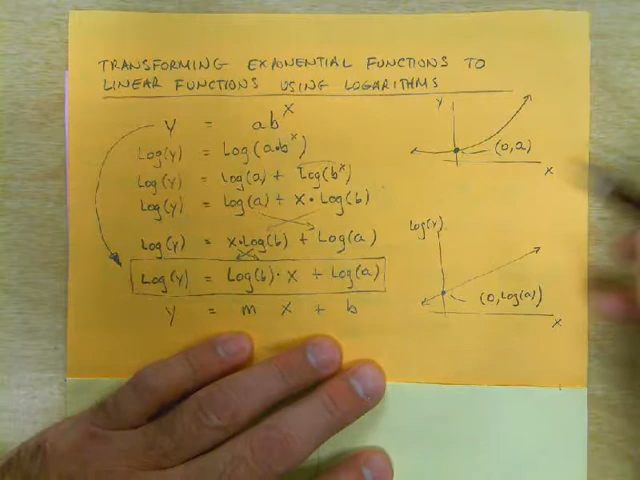 TRANSFORMING EXPONENTIAL FUNCTIONS TO
LINEAR FUNCTIONS USING LOGARITHMS
y = ab^x
Log(y) = Log(a·b^x)
Log(y) = Log(a) + Log(b^x)
Log(y) = Log(a) + x·Log(b)
Log(y) = x·Log(b) + Log(a)
Log(y) = Log(b)·x + Log(a)
y = m x + b
y
(0,a)
x
Log(y)
(0,Log(a))
x